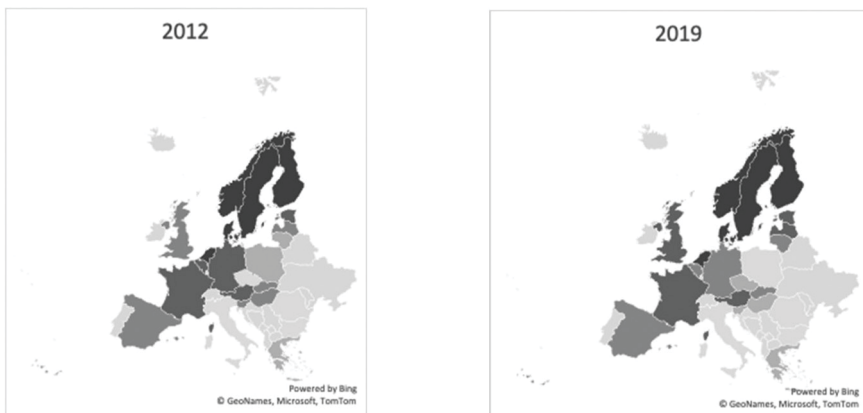 2012
Powered by Bing
© GeoNames, Microsoft, TomTom
2019
Powered by Bing
© GeoNames, Microsoft, TomTom